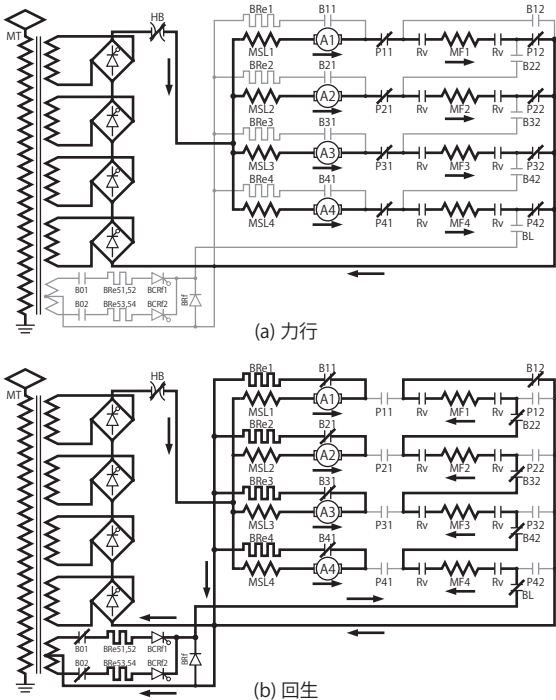 MT
HB
BRe1 B11 B12
A1
MSL1 P11 Rv MF1 Rv P12
BRe2 B21 B22
A2
MSL2 P21 Rv MF2 Rv P22
BRe3 B31 B32
A3
MSL3 P31 Rv MF3 Rv P32
BRe4 B41 B42
A4
MSL4 P41 Rv MF4 Rv P42
BL
B01 BRe51,52 BCRf1
B02 BRe53,54 BCRf2
BRf
(a) 力行
MT
HB
BRe1 B11 B12
A1
MSL1 P11 Rv MF1 Rv P12
BRe2 B21 B22
A2
MSL2 P21 Rv MF2 Rv P22
BRe3 B31 B32
A3
MSL3 P31 Rv MF3 Rv P32
BRe4 B41 B42
A4
MSL4 P41 Rv MF4 Rv P42
BL
B01 BRe51,52 BCRf1
B02 BRe53,54 BCRf2
BRf
(b) 回生